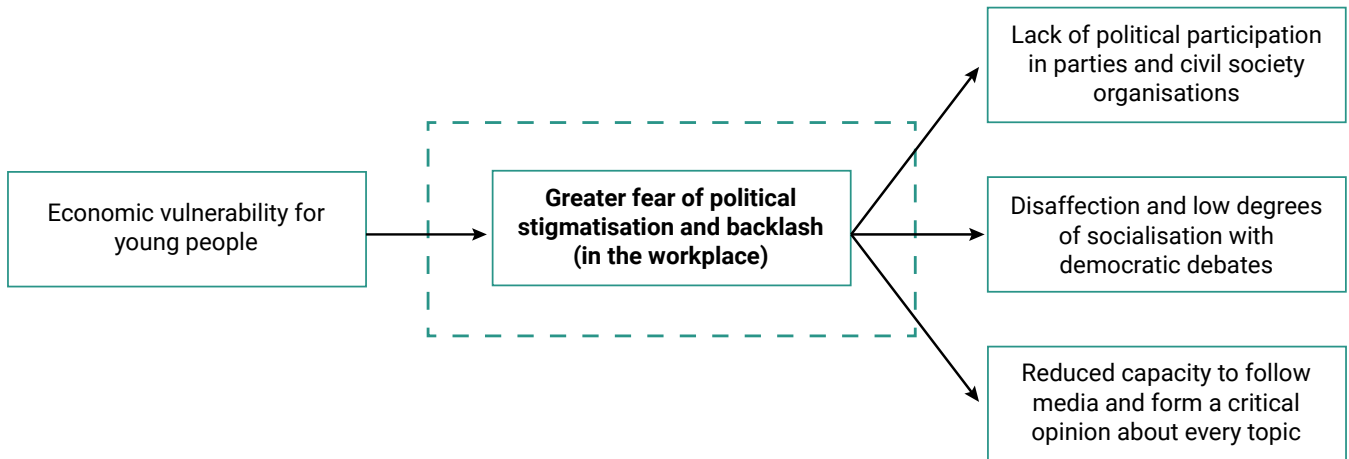 Economic vulnerability for
young people
Greater fear of political
stigmatisation and backlash
(in the workplace)
Lack of political participation
in parties and civil society
organisations
Disaffection and low degrees
of socialisation with
democratic debates
Reduced capacity to follow
media and form a critical
opinion about every topic